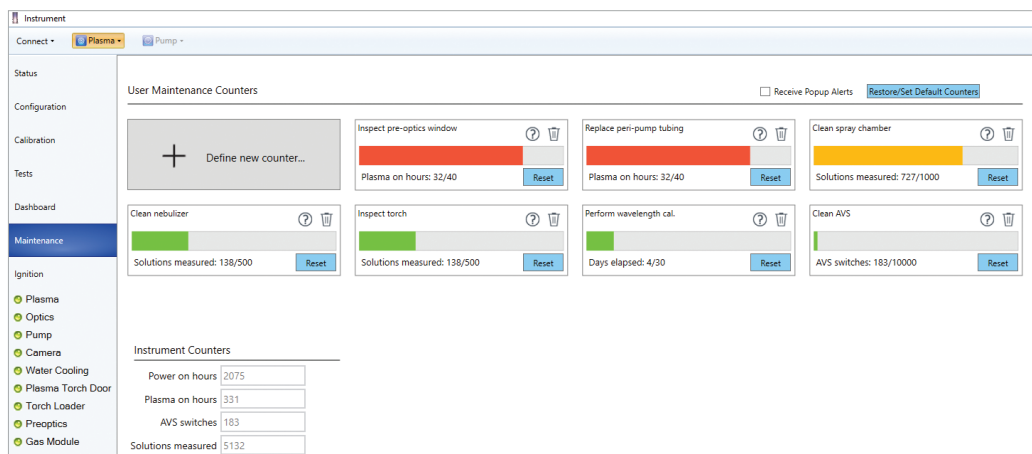 Instrument
Connect
Plasma
Pump
Status
Configuration
Calibration
Tests
Dashboard
Maintenance
Ignition
Plasma
Optics
Pump
Camera
Water Cooling
Plasma Torch Door
Torch Loader
Preoptics
Gas Module
User Maintenance Counters
Receive Popup Alerts
Restore/Set Default Counters
Define new counter...
Inspect pre-optics window
Plasma on hours: 32/40
Reset
Replace peri-pump tubing
Plasma on hours: 32/40
Reset
Clean spray chamber
Solutions measured: 727/1000
Reset
Clean nebulizer
Solutions measured: 138/500
Reset
Inspect torch
Solutions measured: 138/500
Reset
Perform wavelength cal.
Days elapsed: 4/30
Reset
Clean AVS
AVS switches: 183/10000
Reset
Instrument Counters
Power on hours 2075
Plasma on hours 331
AVS switches 183
Solutions measured 5132